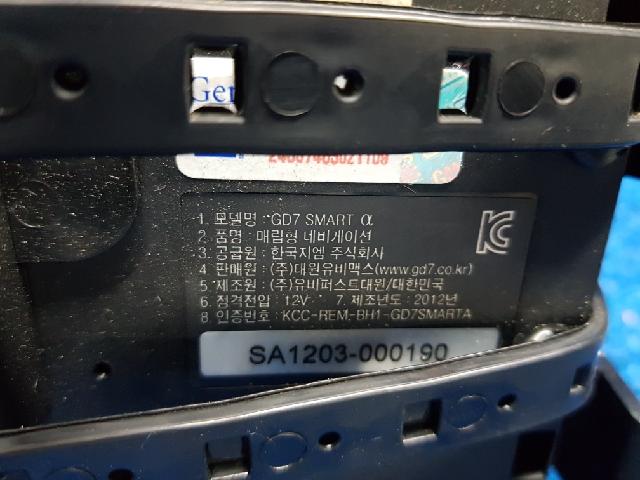 Ger
1. 모델명 : GD7 SMART α
2. 품명 : 매립형 네비게이션
3. 공급원 : 한국지엠 주식회사
4. 판매원 : (주)대원유비맥스(www.gd7.co.kr)
5. 제조원 : (주)유비퍼스트대원/대한민국
6. 정격전압 : 12V 7. 제조년도 : 2012년
8. 인증번호 : KCC-REM-BH1-GD7SMARTA
SA1203-000190